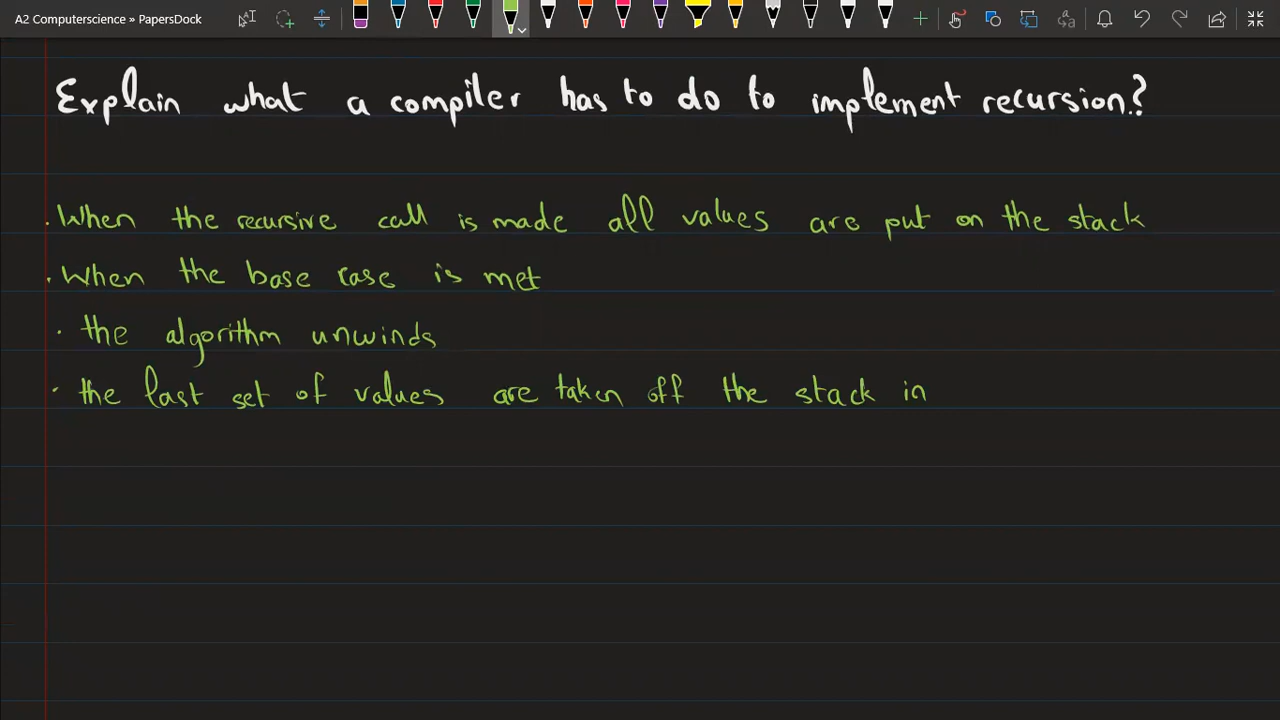 A2 Computerscience » PapersDock
Explain what a compiler has to do to implement recursion?
. When the recursive call is made all values are put on the stack
. When the base case is met
. the algorithm unwinds
. the last set of values are taken off the stack in